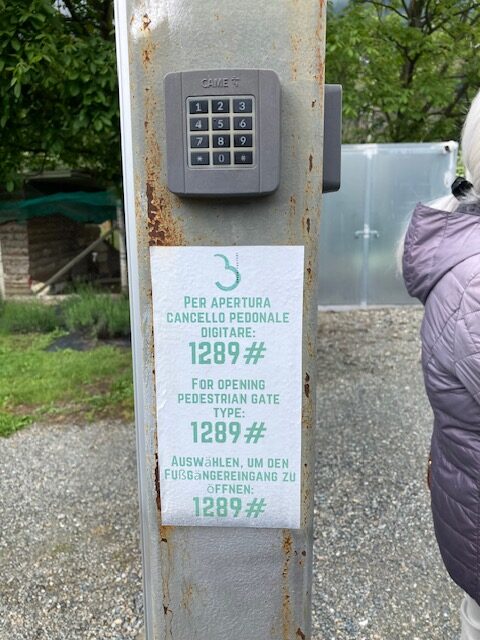 CAME
1 2 3
4 5 6
7 8 9
* 0 #
3
PER APERTURA
CANCELLO PEDONALE
DIGITARE:
1289#
FOR OPENING
PEDESTRIAN GATE
TYPE:
1289#
AUSWäHLEN, UM DEN
FUßGäNGEREINGANG ZU
öFFNEN:
1289#